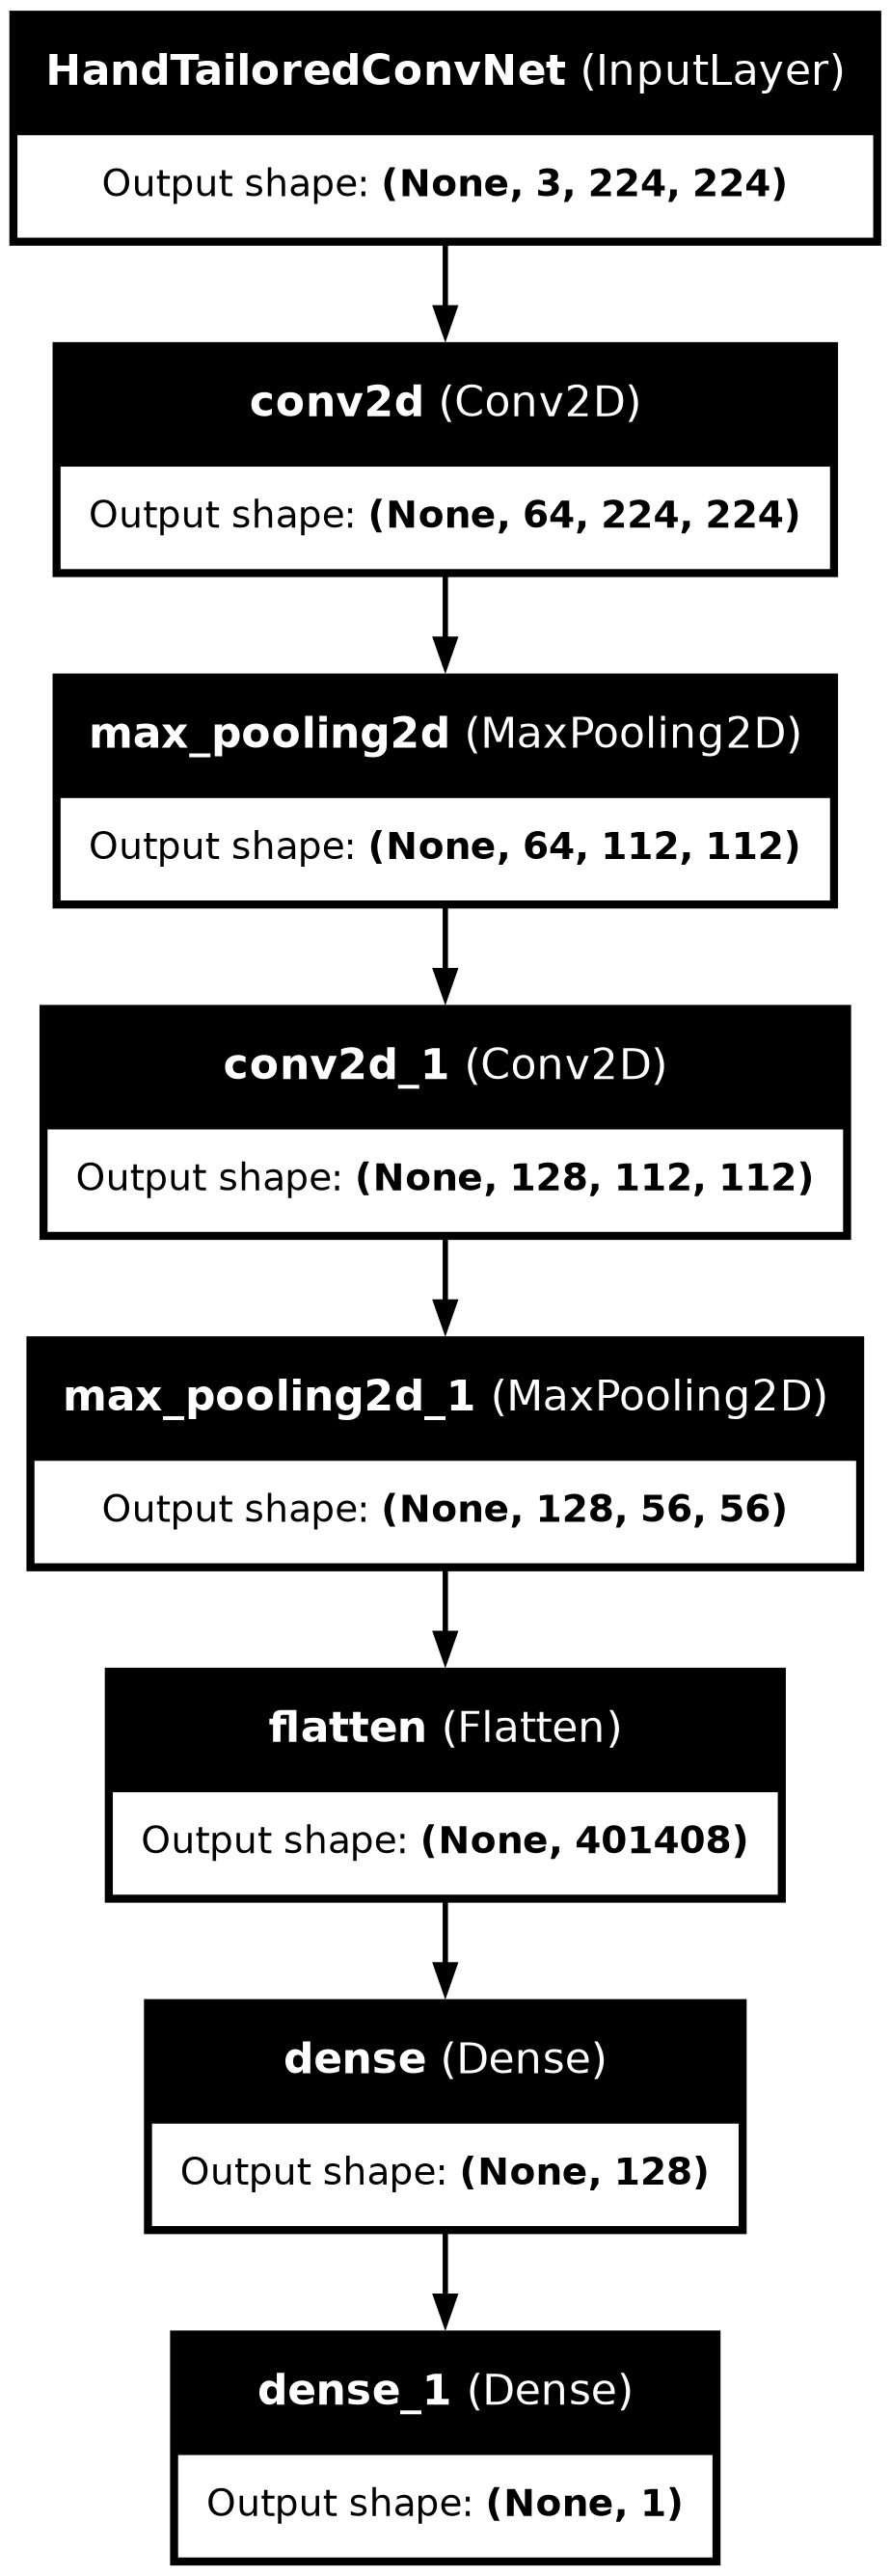 HandTailoredConvNet (InputLayer)
Output shape: (None, 3, 224, 224)
conv2d (Conv2D)
Output shape: (None, 64, 224, 224)
max_pooling2d (MaxPooling2D)
Output shape: (None, 64, 112, 112)
conv2d_1 (Conv2D)
Output shape: (None, 128, 112, 112)
max_pooling2d_1 (MaxPooling2D)
Output shape: (None, 128, 56, 56)
flatten (Flatten)
Output shape: (None, 401408)
dense (Dense)
Output shape: (None, 128)
dense_1 (Dense)
Output shape: (None, 1)